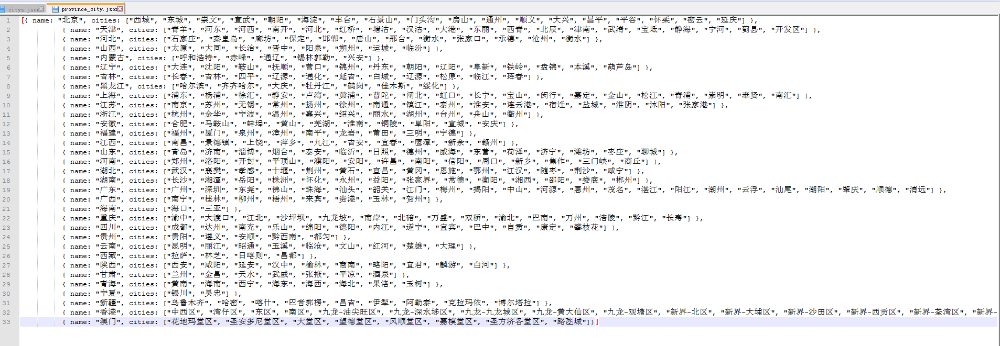 citys.json province_city.json
1 [{ name: "北京", cities: ["西城", "东城", "崇文", "宣武", "朝阳", "海淀", "丰台", "石景山", "门头沟", "房山", "通州", "顺义", "大兴", "昌平", "平谷", "怀柔", "密云", "延庆"] },
2 { name: "天津", cities: ["青羊", "河东", "河西", "南开", "河北", "红桥", "塘沽", "汉沽", "大港", "东丽", "西青", "北辰", "津南", "武清", "宝坻", "静海", "宁河", "蓟县", "开发区"] },
3 { name: "河北", cities: ["石家庄", "秦皇岛", "廊坊", "保定", "邯郸", "唐山", "邢台", "衡水", "张家口", "承德", "沧州", "衡水"] },
4 { name: "山西", cities: ["太原", "大同", "长治", "晋中", "阳泉", "朔州", "运城", "临汾"] },
5 { name: "内蒙古", cities: ["呼和浩特", "赤峰", "通辽", "锡林郭勒", "兴安"] },
6 { name: "辽宁", cities: ["大连", "沈阳", "鞍山", "抚顺", "营口", "锦州", "丹东", "朝阳", "辽阳", "阜新", "铁岭", "盘锦", "本溪", "葫芦岛"] },
7 { name: "吉林", cities: ["长春", "吉林", "四平", "辽源", "通化", "延吉", "白城", "辽源", "松原", "临江", "珲春"] },
8 { name: "黑龙江", cities: ["哈尔滨", "齐齐哈尔", "大庆", "牡丹江", "鹤岗", "佳木斯", "绥化"] },
9 { name: "上海", cities: ["浦东", "杨浦", "徐汇", "静安", "卢湾", "黄浦", "普陀", "闸北", "虹口", "长宁", "宝山", "闵行", "嘉定", "金山", "松江", "青浦", "崇明", "奉贤", "南汇"] },
10 { name: "江苏", cities: ["南京", "苏州", "无锡", "常州", "扬州", "徐州", "南通", "镇江", "泰州", "淮安", "连云港", "宿迁", "盐城", "淮阴", "沐阳", "张家港"] },
11 { name: "浙江", cities: ["杭州", "金华", "宁波", "温州", "嘉兴", "绍兴", "丽水", "湖州", "台州", "舟山", "衢州"] },
12 { name: "安徽", cities: ["合肥", "马鞍山", "蚌埠", "黄山", "芜湖", "淮南", "铜陵", "阜阳", "宣城", "安庆"] },
13 { name: "福建", cities: ["福州", "厦门", "泉州", "漳州", "南平", "龙岩", "莆田", "三明", "宁德"] },
14 { name: "江西", cities: ["南昌", "景德镇", "上饶", "萍乡", "九江", "吉安", "宜春", "鹰潭", "新余", "赣州"] },
15 { name: "山东", cities: ["青岛", "济南", "淄博", "烟台", "泰安", "临沂", "日照", "德州", "威海", "东营", "荷泽", "济宁", "潍坊", "枣庄", "聊城"] },
16 { name: "河南", cities: ["郑州", "洛阳", "开封", "平顶山", "濮阳", "安阳", "许昌", "南阳", "信阳", "周口", "新乡", "焦作", "三门峡", "商丘"] },
17 { name: "湖北", cities: ["武汉", "襄樊", "孝感", "十堰", "荆州", "黄石", "宜昌", "黄冈", "恩施", "鄂州", "江汉", "随枣", "荆沙", "咸宁"] },
18 { name: "湖南", cities: ["长沙", "湘潭", "岳阳", "株洲", "怀化", "永州", "益阳", "张家界", "常德", "衡阳", "湘西", "邵阳", "娄底", "郴州"] },
19 { name: "广东", cities: ["广州", "深圳", "东莞", "佛山", "珠海", "汕头", "韶关", "江门", "梅州", "揭阳", "中山", "河源", "惠州", "茂名", "湛江", "阳江", "潮州", "云浮", "汕尾", "潮阳", "肇庆", "顺德", "清远"] },
20 { name: "广西", cities: ["南宁", "桂林", "柳州", "梧州", "来宾", "贵港", "玉林", "贺州"] },
21 { name: "海南", cities: ["海口", "三亚"] },
22 { name: "重庆", cities: ["渝中", "大渡口", "江北", "沙坪坝", "九龙坡", "南岸", "北碚", "万盛", "双桥", "渝北", "巴南", "万州", "涪陵", "黔江", "长寿"] },
23 { name: "四川", cities: ["成都", "达州", "南充", "乐山", "绵阳", "德阳", "内江", "遂宁", "宜宾", "巴中", "自贡", "康定", "攀枝花"] },
24 { name: "贵州", cities: ["贵阳", "遵义", "安顺", "黔西南", "都匀"] },
25 { name: "云南", cities: ["昆明", "丽江", "昭通", "玉溪", "临沧", "文山", "红河", "楚雄", "大理"] },
26 { name: "西藏", cities: ["拉萨", "林芝", "日喀则", "昌都"] },
27 { name: "陕西", cities: ["西安", "咸阳", "延安", "汉中", "榆林", "商南", "略阳", "宜君", "麟游", "白河"] },
28 { name: "甘肃", cities: ["兰州", "金昌", "天水", "武威", "张掖", "平凉", "酒泉"] },
29 { name: "青海", cities: ["黄南", "海南", "西宁", "海东", "海西", "海北", "果洛", "玉树"] },
30 { name: "宁夏", cities: ["银川", "吴忠"] },
31 { name: "新疆", cities: ["乌鲁木齐", "哈密", "喀什", "巴音郭楞", "昌吉", "伊犁", "阿勒泰", "克拉玛依", "博尔塔拉"] },
32 { name: "香港", cities: ["中西区", "湾仔区", "东区", "南区", "九龙-油尖旺区", "九龙-深水埗区", "九龙-九龙城区", "九龙-黄大仙区", "九龙-观塘区", "新界-北区", "新界-大埔区", "新界-沙田区", "新界-西贡区", "新界-荃湾区", "新界-
33 { name: "澳门", cities: ["花地玛堂区", "圣安多尼堂区", "大堂区", "望德堂区", "风顺堂区", "嘉模堂区", "圣方济各堂区", "路氹城"]}]